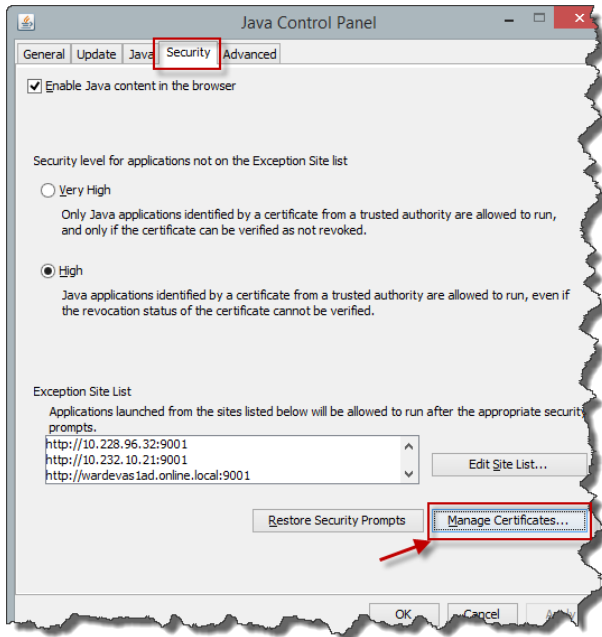 Java Control Panel
General Update Java Security Advanced
Enable Java content in the browser
Security level for applications not on the Exception Site list
Very High
Only Java applications identified by a certificate from a trusted authority are allowed to run,
and only if the certificate can be verified as not revoked.
High
Java applications identified by a certificate from a trusted authority are allowed to run, even if
the revocation status of the certificate cannot be verified.
Exception Site List
Applications launched from the sites listed below will be allowed to run after the appropriate security
prompts.
http://10.228.96.32:9001
http://10.232.10.21:9001
http://wardevas1ad.online.local:9001
Edit Site List...
Restore Security Prompts
Manage Certificates...
OK Cancel Apply